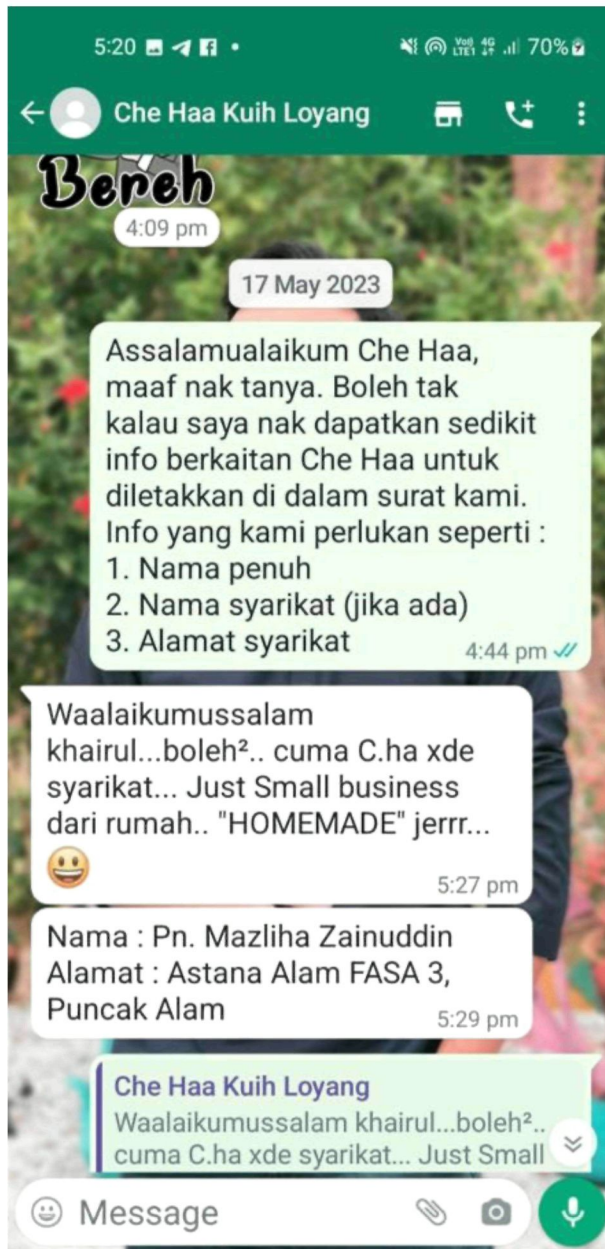 5:20
Vo)) 4G
LTE1 70%
Che Haa Kuih Loyang
Bereh
4:09 pm
17 May 2023
Assalamualaikum Che Haa,
maaf nak tanya. Boleh tak
kalau saya nak dapatkan sedikit
info berkaitan Che Haa untuk
diletakkan di dalam surat kami.
Info yang kami perlukan seperti :
1. Nama penuh
2. Nama syarikat (jika ada)
3. Alamat syarikat
4:44 pm
Waalaikumussalam
khairul...boleh².. cuma C.ha xde
syarikat... Just Small business
dari rumah.. "HOMEMADE" jerrr...
😃
5:27 pm
Nama : Pn. Mazliha Zainuddin
Alamat : Astana Alam FASA 3,
Puncak Alam
5:29 pm
Che Haa Kuih Loyang
Waalaikumussalam khairul...boleh²..
cuma C.ha xde syarikat... Just Small
Message